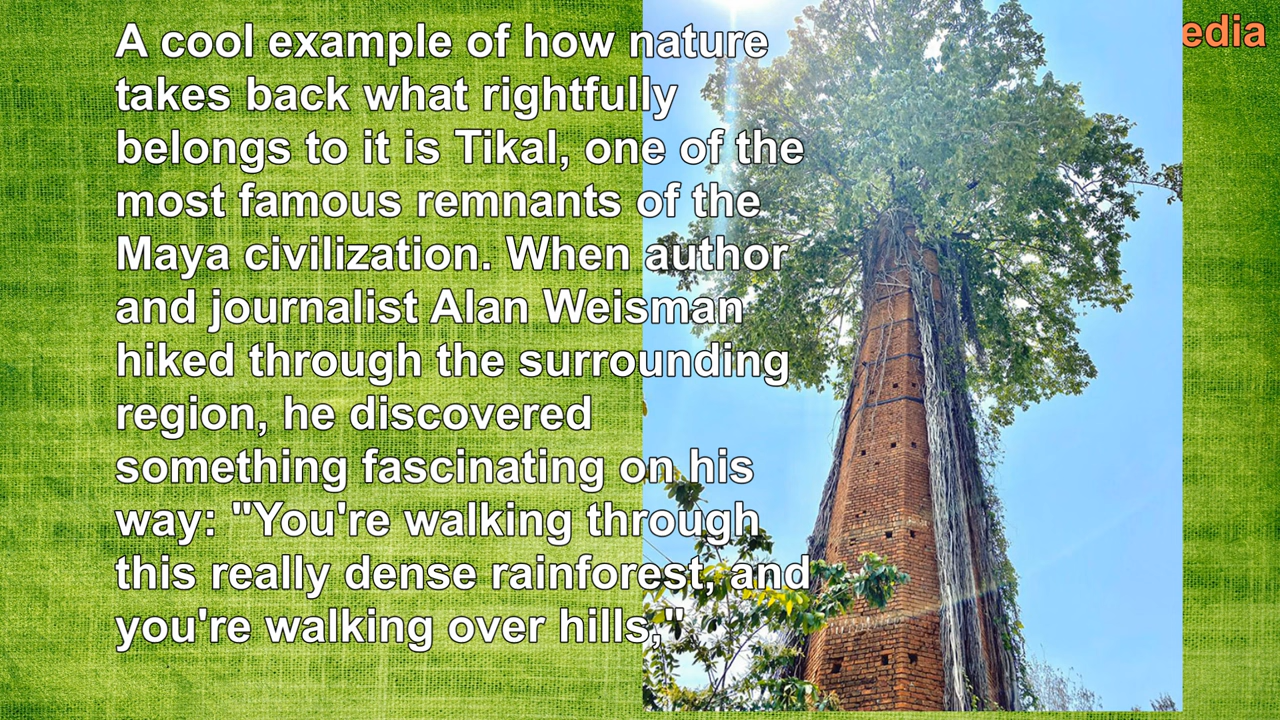 A cool example of how nature
takes back what rightfully
belongs to it is Tikal, one of the
most famous remnants of the
Maya civilization. When author
and journalist Alan Weisman
hiked through the surrounding
region, he discovered
something fascinating on his
way: "You're walking through
this really dense rainforest, and
you're walking over hills,"
edia